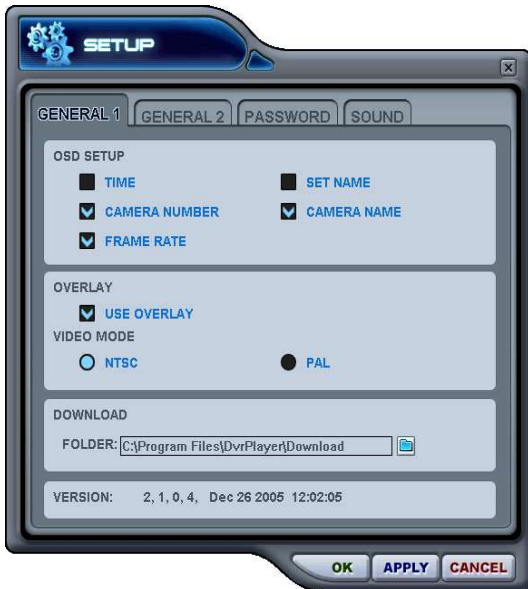 SETUP
GENERAL 1 GENERAL 2 PASSWORD SOUND
OSD SETUP
TIME SET NAME
CAMERA NUMBER CAMERA NAME
FRAME RATE
OVERLAY
USE OVERLAY
VIDEO MODE
NTSC PAL
DOWNLOAD
FOLDER: C:\Program Files\DvrPlayer\Download
VERSION: 2, 1, 0, 4, Dec 26 2005 12:02:05
OK APPLY CANCEL